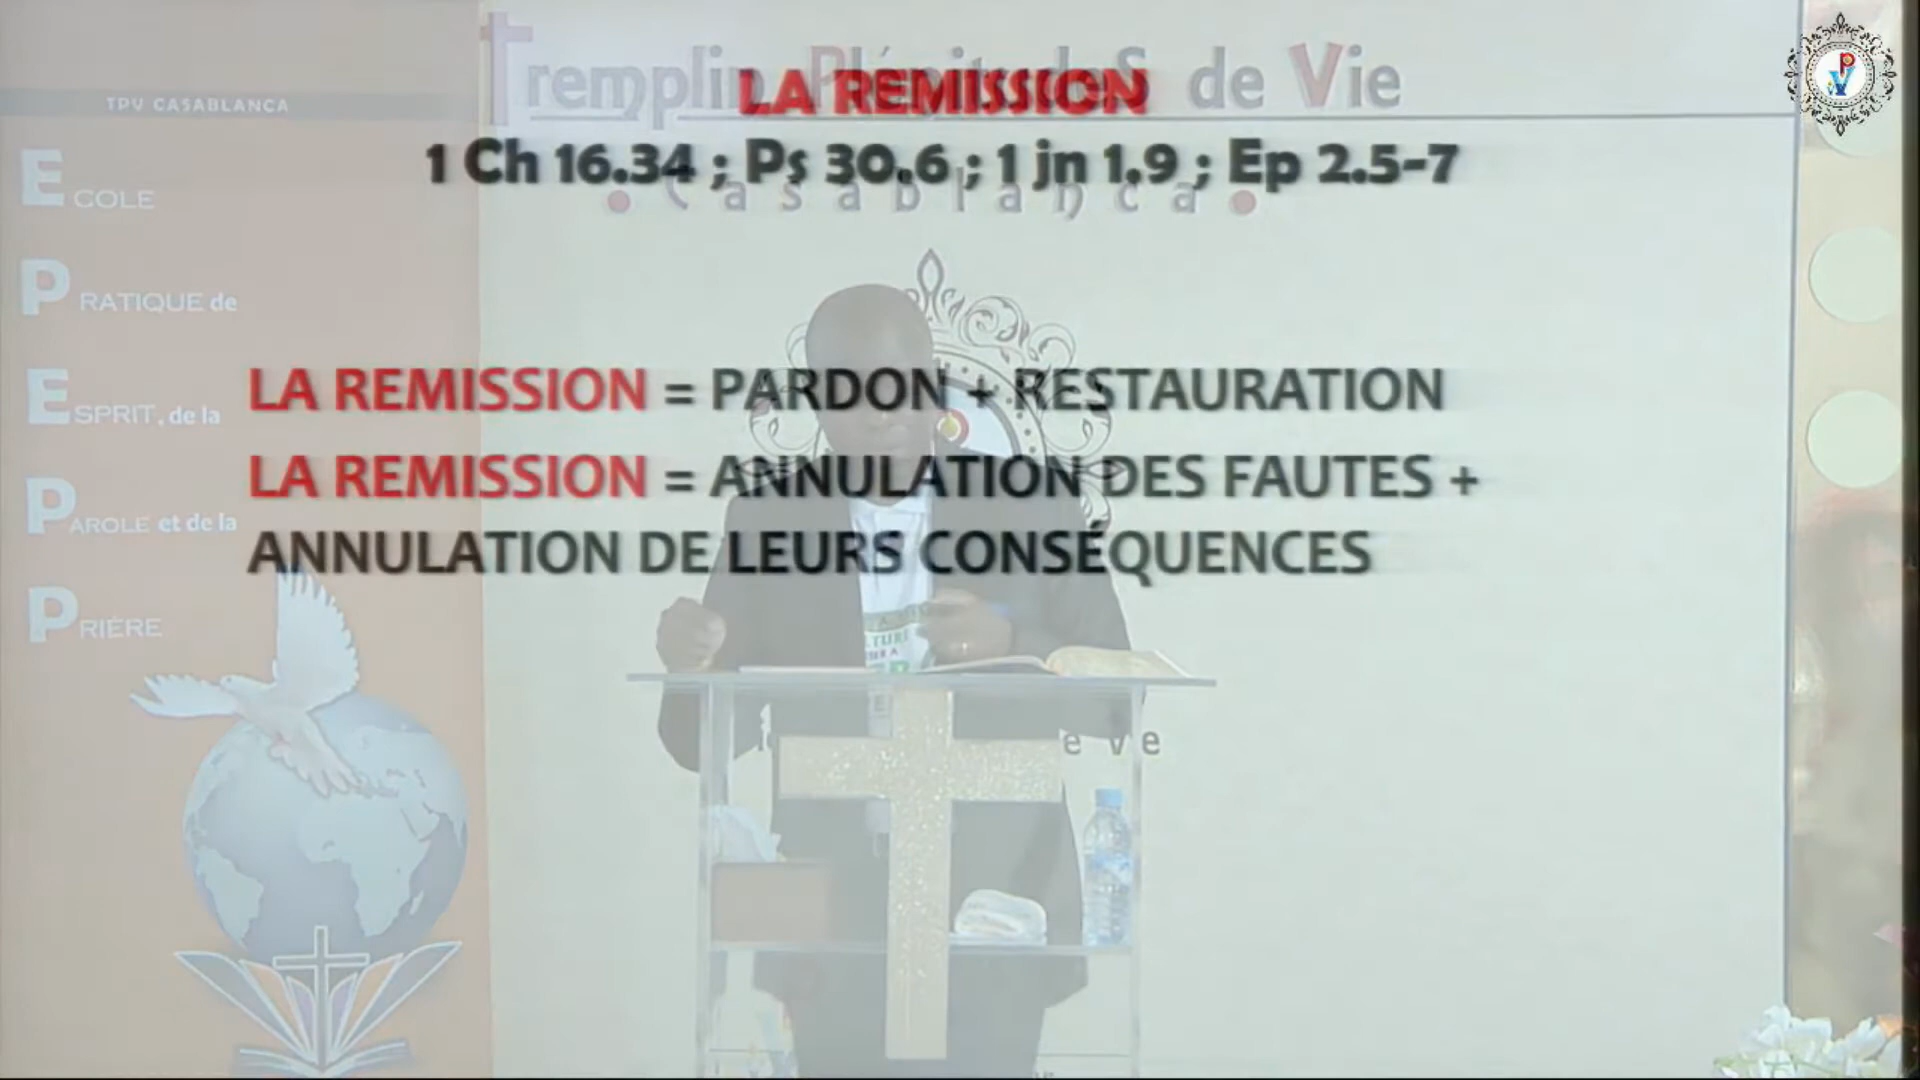 Tremplin PlénitudeS de Vie
LA REMISSION
1 Ch 16.34 ; Ps 30.6 ; 1 jn 1.9 ; Ep 2.5-7
• Casablanca •
TPV CASABLANCA
ECOLE
PRATIQUE de
ESPRIT, de la
PAROLE et de la
PRIÈRE
LA REMISSION = PARDON + RESTAURATION
LA REMISSION = ANNULATION DES FAUTES +
ANNULATION DE LEURS CONSÉQUENCES